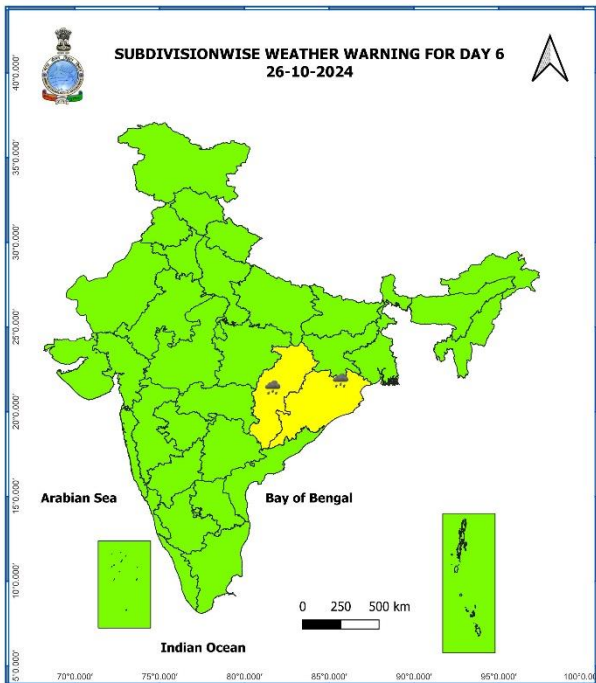 SUBDIVISIONWISE WEATHER WARNING FOR DAY 6
26-10-2024
40°0.000'
35°0.000'
30°0.000'
25°0.000'
20°0.000'
15°0.000'
10°0.000'
5°0.000'
Arabian Sea
Bay of Bengal
0 250 500 km
Indian Ocean
70°0.000' 75°0.000' 80°0.000' 85°0.000' 90°0.000' 95°0.000' 100°0.0